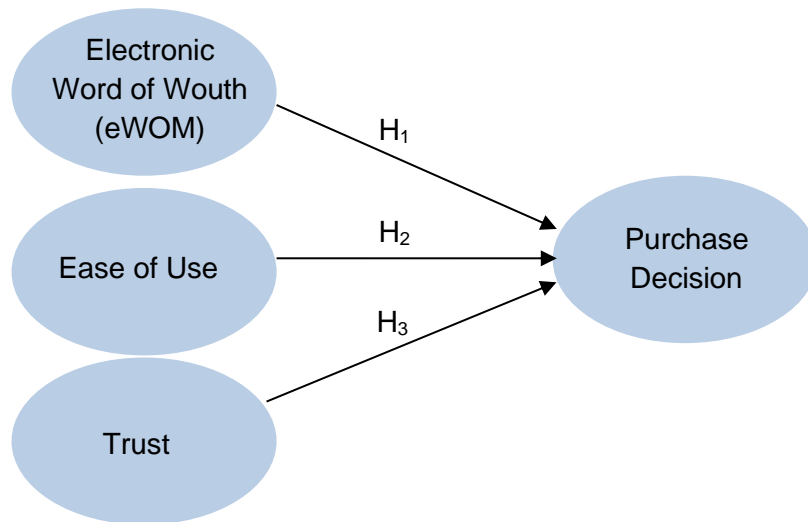 Electronic
Word of Wouth
(eWOM)
H₁
Ease of Use
H₂
Purchase
Decision
H₃
Trust